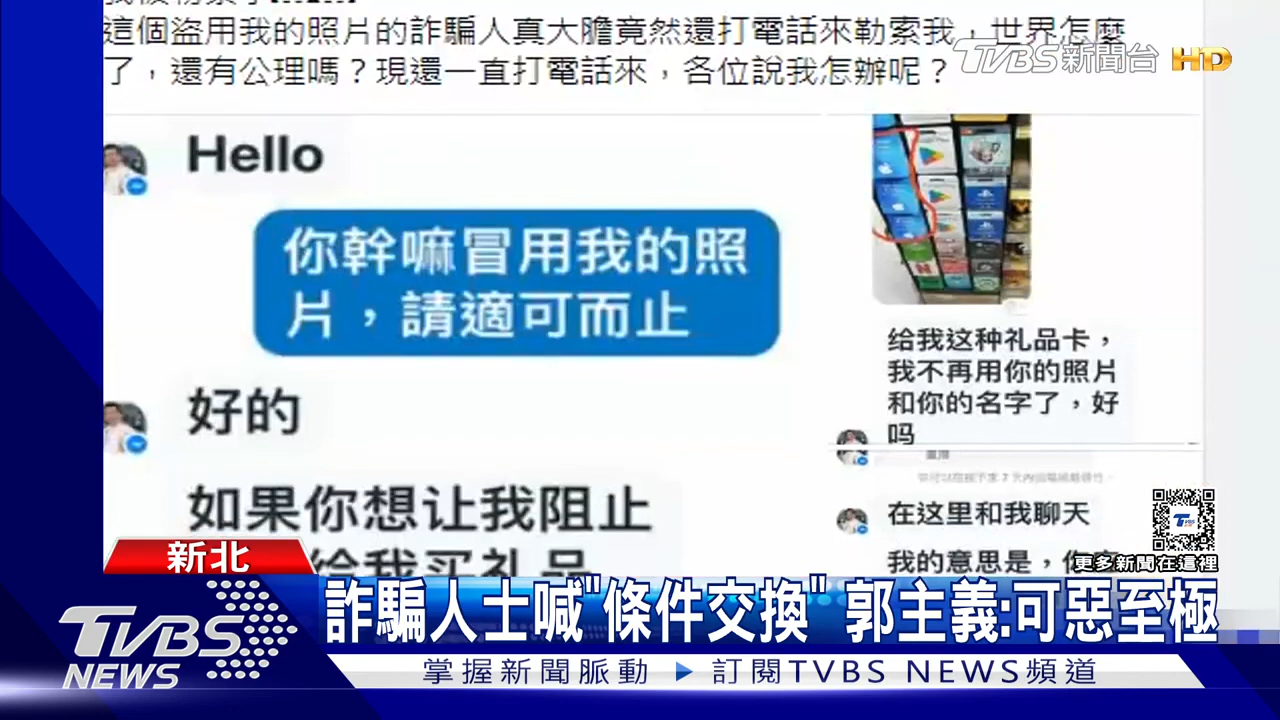 這個盜用我的照片的詐騙人真大膽竟然還打電話來勒索我，世界怎麼
了，還有公理嗎？現還一直打電話來，各位說我怎辦呢？
TVBS新聞台 HD
Hello
你幹嘛冒用我的照
片，請適可而止
好的
如果你想让我阻止
给我买礼品
给我这种礼品卡，
我不再用你的照片
和你的名字了，好
吗
在这里和我聊天
我的意思是，你
TVBS
更多新聞在這裡
新北
詐騙人士喊"條件交換" 郭主義:可惡至極
TVBS
NEWS
掌握新聞脈動 ▶ 訂閱TVBS NEWS頻道